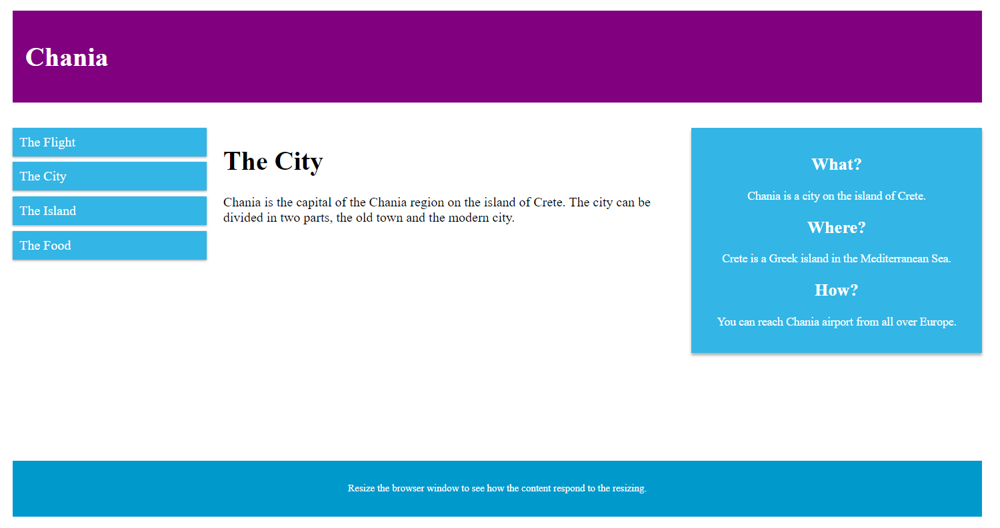 Chania
The Flight
The City
The Island
The Food
The City
Chania is the capital of the Chania region on the island of Crete. The city can be
divided in two parts, the old town and the modern city.
What?
Chania is a city on the island of Crete.
Where?
Crete is a Greek island in the Mediterranean Sea.
How?
You can reach Chania airport from all over Europe.
Resize the browser window to see how the content respond to the resizing.